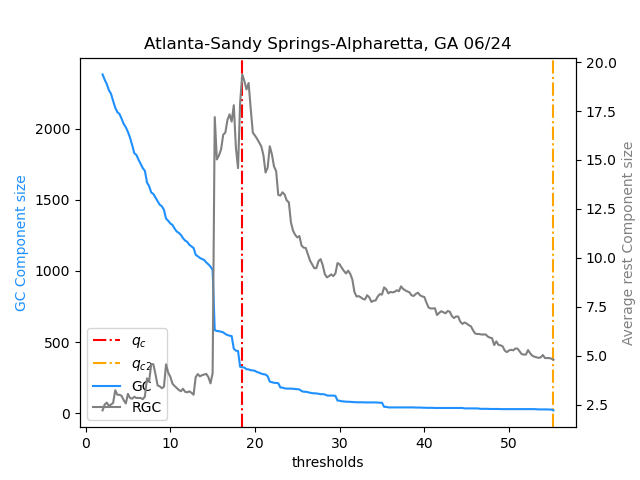 Atlanta-Sandy Springs-Alpharetta, GA 06/24
GC Component size
2000
1500
1000
500
0
20.0
17.5
15.0
12.5
10.0
7.5
5.0
2.5
Average rest Component size
q_c
q_c2
GC
RGC
0 10 20 30 40 50
thresholds